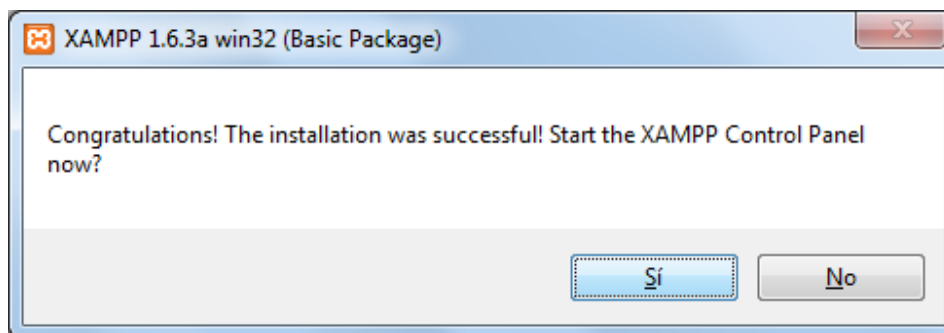 XAMPP 1.6.3a win32 (Basic Package)
Congratulations! The installation was successful! Start the XAMPP Control Panel
now?
Sí
No